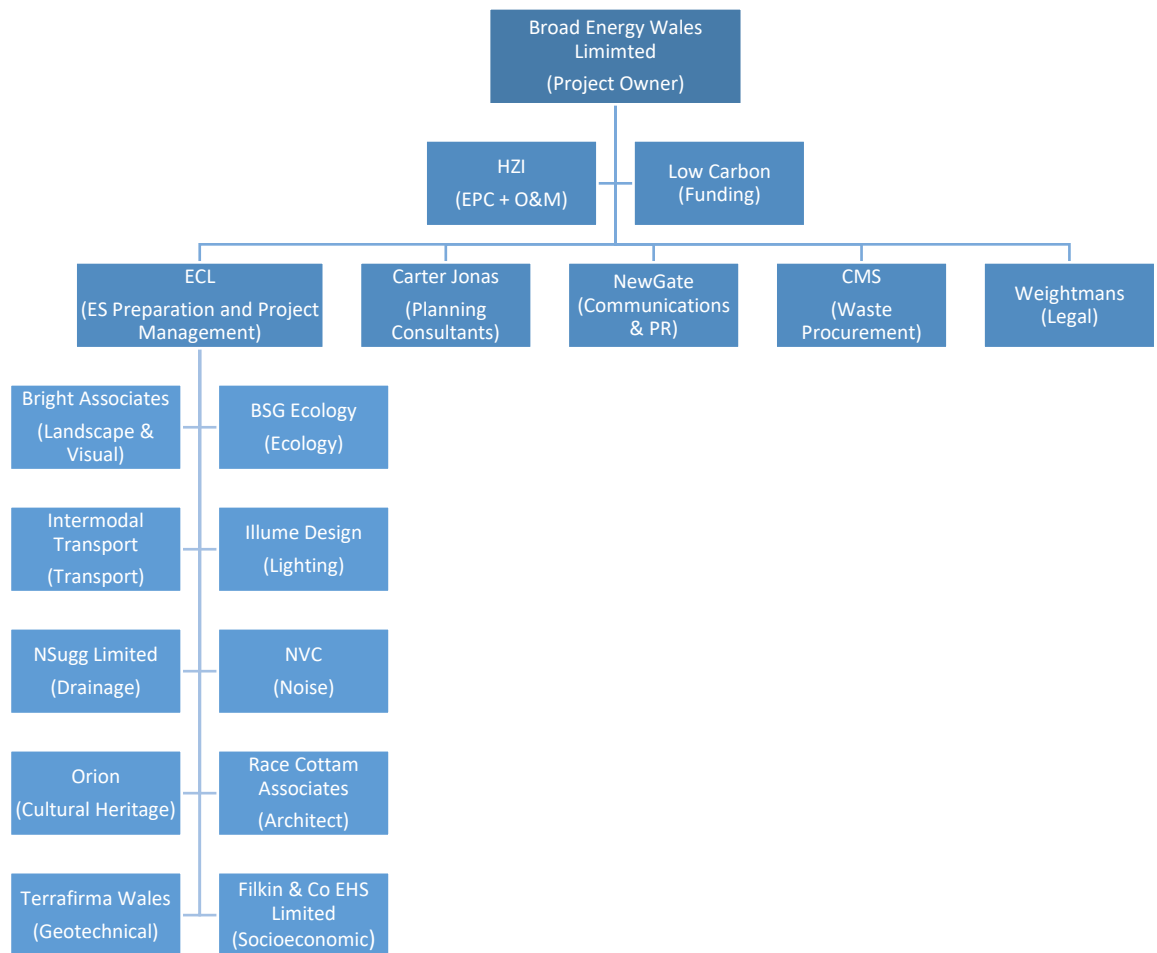 Broad Energy Wales
Limimted
(Project Owner)
HZI
(EPC + O&M)
Low Carbon
(Funding)
ECL
(ES Preparation and Project
Management)
Carter Jonas
(Planning
Consultants)
NewGate
(Communications
& PR)
CMS
(Waste
Procurement)
Weightmans
(Legal)
Bright Associates
(Landscape &
Visual)
BSG Ecology
(Ecology)
Intermodal
Transport
(Transport)
Illume Design
(Lighting)
NSugg Limited
(Drainage)
NVC
(Noise)
Orion
(Cultural Heritage)
Race Cottam
Associates
(Architect)
Terrafirma Wales
(Geotechnical)
Filkin & Co EHS
Limited
(Socioeconomic)